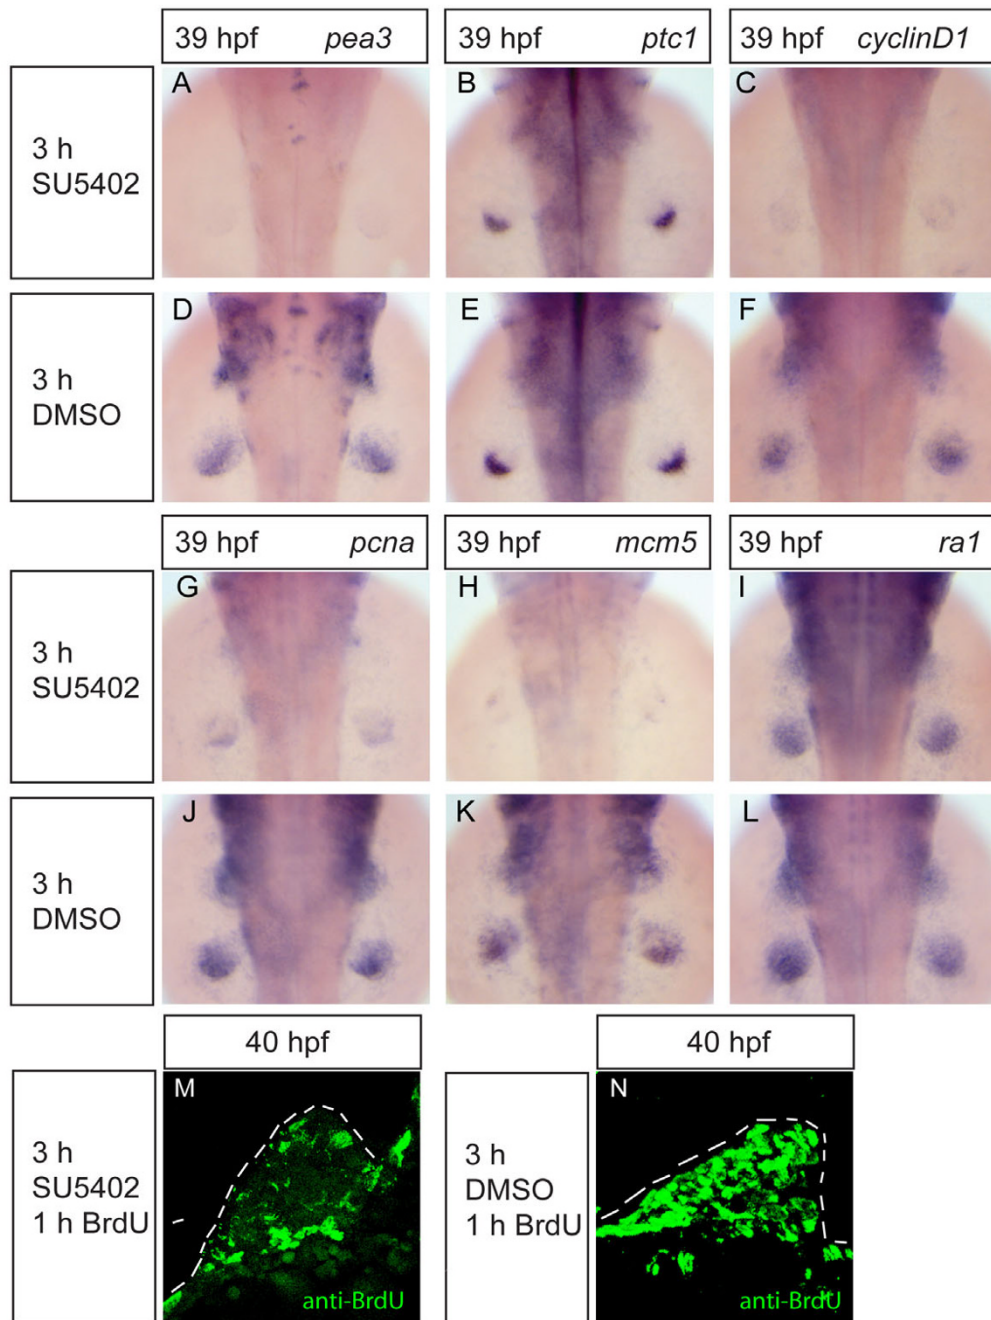 39 hpf pea3
39 hpf ptc1
39 hpf cyclinD1
3 h
SU5402
A
B
C
3 h
DMSO
D
E
F
39 hpf pcna
39 hpf mcm5
39 hpf ra1
3 h
SU5402
G
H
I
3 h
DMSO
J
K
L
40 hpf
40 hpf
3 h
SU5402
1 h BrdU
M
anti-BrdU
3 h
DMSO
1 h BrdU
N
anti-BrdU